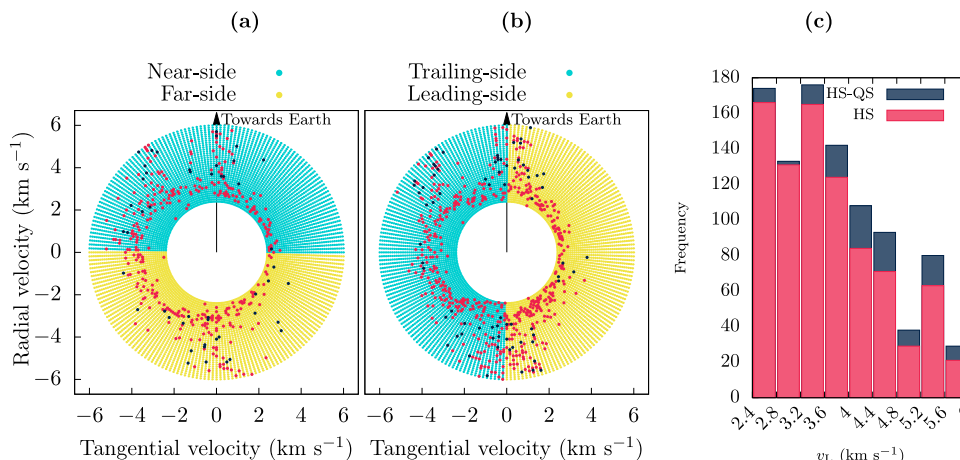 (a)
(b)
(c)
Near-side
Far-side
Trailing-side
Leading-side
Towards Earth
Towards Earth
HS-QS
HS
Radial velocity (km s⁻¹)
6
4
2
0
−2
−4
−6
−6 −4 −2 0 2 4 6
−6 −4 −2 0 2 4 6
Tangential velocity (km s⁻¹)
Tangential velocity (km s⁻¹)
Frequency
180
160
140
120
100
80
60
40
20
0
2.4 2.8 3.2 3.6 4 4.4 4.8 5.2 5.6